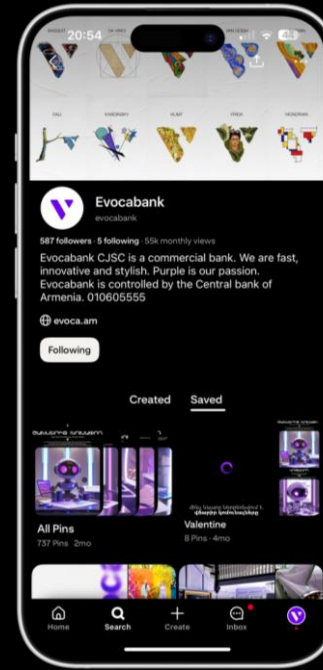 20:54
DALI
KANDINSKY
KLIMT
FRIDA
MONDRIAN
Evocabank
evocabank
587 followers · 5 following · 55k monthly views
Evocabank CJSC is a commercial bank. We are fast,
innovative and stylish. Purple is our passion.
Evocabank is controlled by the Central bank of
Armenia. 010605555
evoca.am
Following
Created
Saved
All Pins
737 Pins 2mo
Valentine
8 Pins · 4mo
Home
Search
Create
Inbox